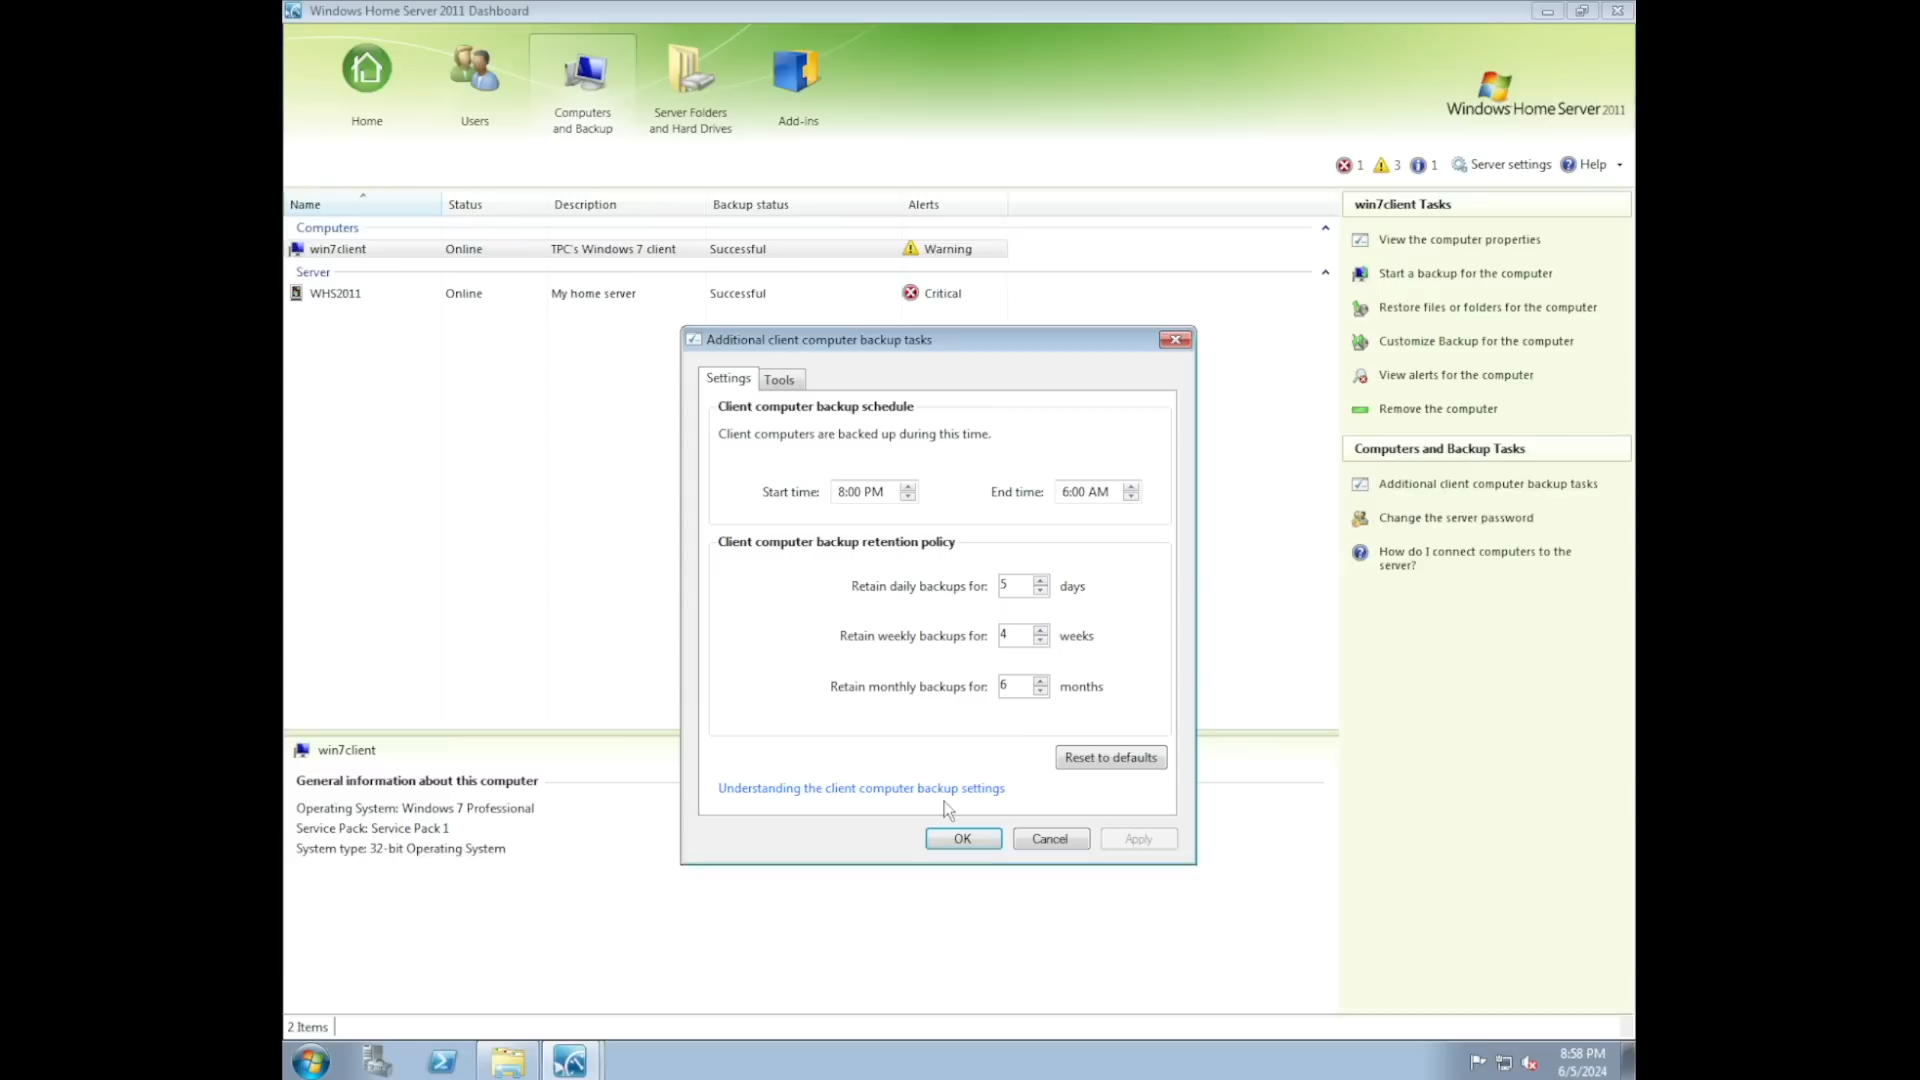 Windows Home Server 2011 Dashboard
Home
Users
Computers
and Backup
Server Folders
and Hard Drives
Add-ins
Windows Home Server 2011
1 3 1 Server settings Help
Name Status Description Backup status Alerts
Computers
win7client Online TPC's Windows 7 client Successful Warning
Server
WHS2011 Online My home server Successful Critical
win7client Tasks
View the computer properties
Start a backup for the computer
Restore files or folders for the computer
Customize Backup for the computer
View alerts for the computer
Remove the computer
Computers and Backup Tasks
Additional client computer backup tasks
Change the server password
How do I connect computers to the
server?
Additional client computer backup tasks
Settings Tools
Client computer backup schedule
Client computers are backed up during this time.
Start time: 8:00 PM End time: 6:00 AM
Client computer backup retention policy
Retain daily backups for: 5 days
Retain weekly backups for: 4 weeks
Retain monthly backups for: 6 months
Reset to defaults
Understanding the client computer backup settings
OK Cancel Apply
win7client
General information about this computer
Operating System: Windows 7 Professional
Service Pack: Service Pack 1
System type: 32-bit Operating System
2 Items
8:58 PM
6/5/2024